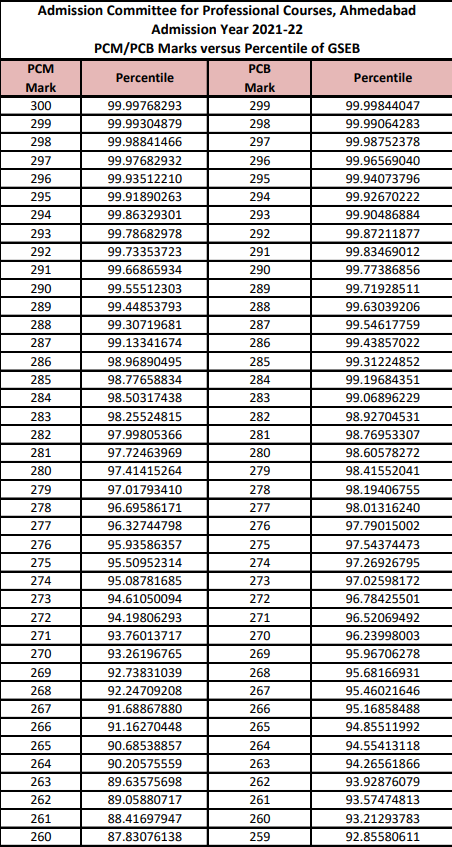 Admission Committee for Professional Courses, Ahmedabad
Admission Year 2021-22
PCM/PCB Marks versus Percentile of GSEB
PCM Mark Percentile PCB Mark Percentile
300 99.99768293 299 99.99844047
299 99.99304879 298 99.99064283
298 99.98841466 297 99.98752378
297 99.97682932 296 99.96569040
296 99.93512210 295 99.94073796
295 99.91890263 294 99.92670222
294 99.86329301 293 99.90486884
293 99.78682978 292 99.87211877
292 99.73353723 291 99.83469012
291 99.66865934 290 99.77386856
290 99.55512303 289 99.71928511
289 99.44853793 288 99.63039206
288 99.30719681 287 99.54617759
287 99.13341674 286 99.43857022
286 98.96890495 285 99.31224852
285 98.77658834 284 99.19684351
284 98.50317438 283 99.06896229
283 98.25524815 282 98.92704531
282 97.99805366 281 98.76953307
281 97.72463969 280 98.60578272
280 97.41415264 279 98.41552041
279 97.01793410 278 98.19406755
278 96.69586171 277 98.01316240
277 96.32744798 276 97.79015002
276 95.93586357 275 97.54374473
275 95.50952314 274 97.26926795
274 95.08781685 273 97.02598172
273 94.61050094 272 96.78425501
272 94.19806293 271 96.52069492
271 93.76013717 270 96.23998003
270 93.26196765 269 95.96706278
269 92.73831039 268 95.68166931
268 92.24709208 267 95.46021646
267 91.68867880 266 95.16858488
266 91.16270448 265 94.85511992
265 90.68538857 264 94.55413118
264 90.20575559 263 94.26561866
263 89.63575698 262 93.92876079
262 89.05880717 261 93.57474813
261 88.41697947 260 93.21293783
260 87.83076138 259 92.85580611